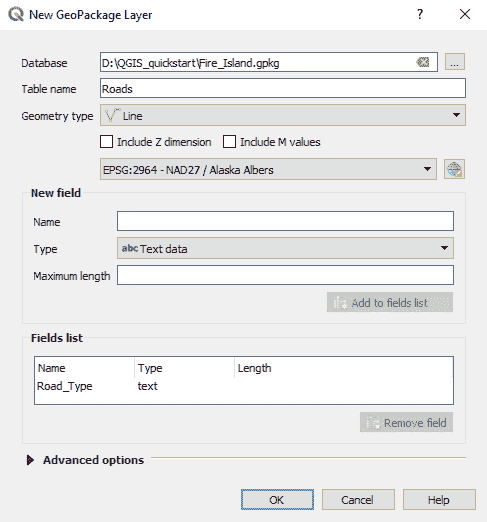 New GeoPackage Layer
? ×
Database D:\QGIS_quickstart\Fire_Island.gpkg ...
Table name Roads
Geometry type Line
Include Z dimension Include M values
EPSG:2964 - NAD27 / Alaska Albers
New field
Name
Type abc Text data
Maximum length
Add to fields list
Fields list
Name Type Length
Road_Type text
Remove field
Advanced options
OK Cancel Help